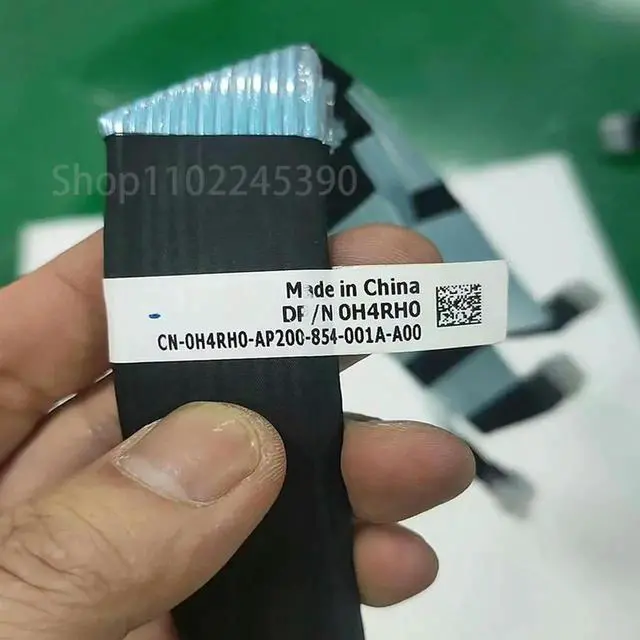 Shop1102245390
Made in China
DP/N 0H4RH0
CN-0H4RH0-AP200-854-001A-A00